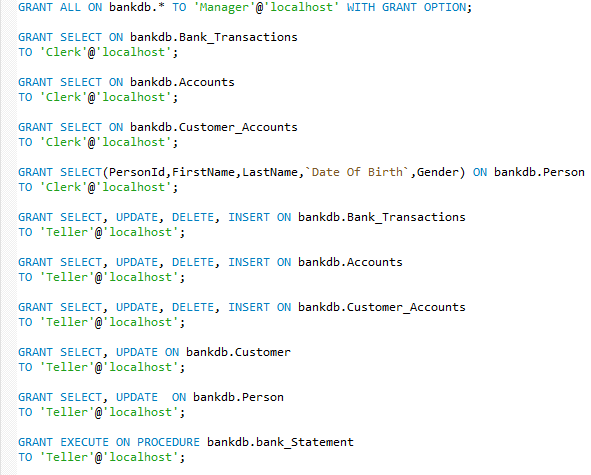 GRANT ALL ON bankdb.* TO 'Manager'@'localhost' WITH GRANT OPTION;
GRANT SELECT ON bankdb.Bank_Transactions
TO 'Clerk'@'localhost';
GRANT SELECT ON bankdb.Accounts
TO 'Clerk'@'localhost';
GRANT SELECT ON bankdb.Customer_Accounts
TO 'Clerk'@'localhost';
GRANT SELECT(PersonId,FirstName,LastName,`Date Of Birth`,Gender) ON bankdb.Person
TO 'Clerk'@'localhost';
GRANT SELECT, UPDATE, DELETE, INSERT ON bankdb.Bank_Transactions
TO 'Teller'@'localhost';
GRANT SELECT, UPDATE, DELETE, INSERT ON bankdb.Accounts
TO 'Teller'@'localhost';
GRANT SELECT, UPDATE, DELETE, INSERT ON bankdb.Customer_Accounts
TO 'Teller'@'localhost';
GRANT SELECT, UPDATE ON bankdb.Customer
TO 'Teller'@'localhost';
GRANT SELECT, UPDATE  ON bankdb.Person
TO 'Teller'@'localhost';
GRANT EXECUTE ON PROCEDURE bankdb.bank_Statement
TO 'Teller'@'localhost';